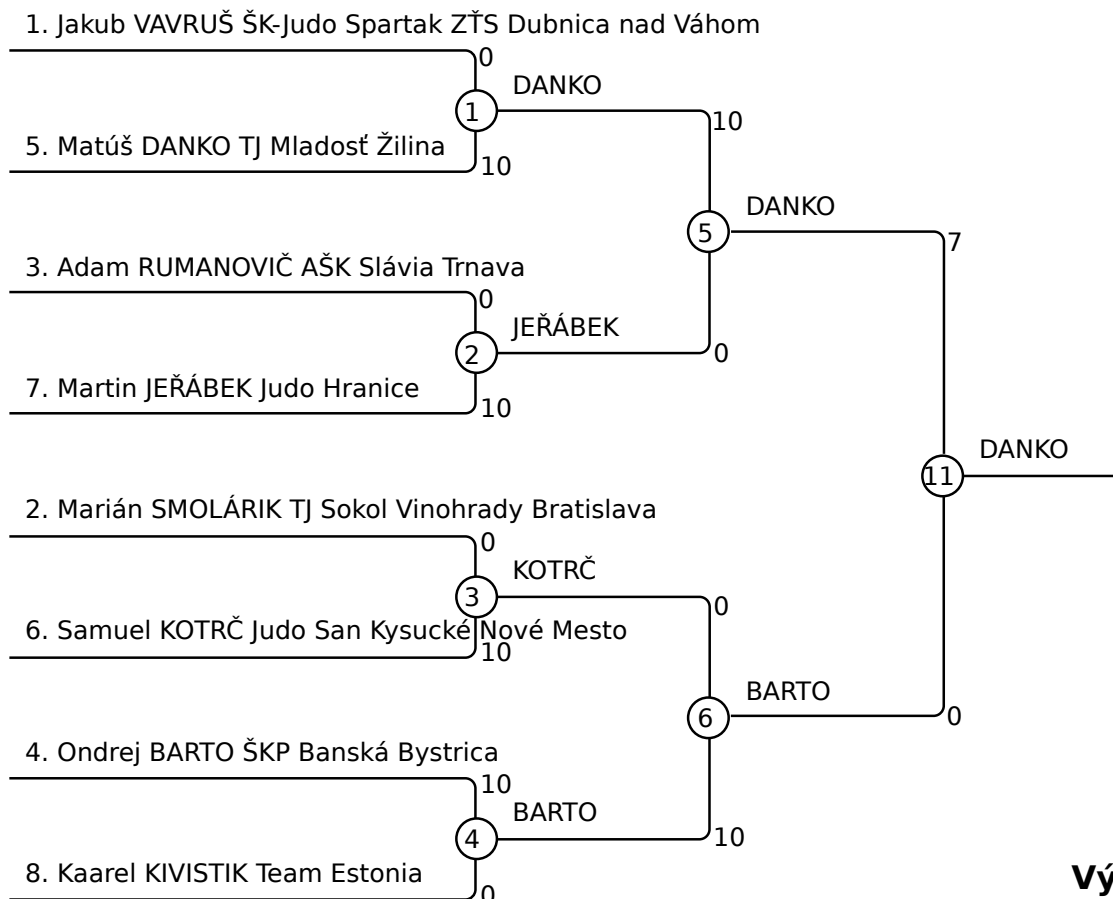 1. Jakub VAVRUŠ ŠK-Judo Spartak ZŤS Dubnica nad Váhom
0
DANKO
1
10
5. Matúš DANKO TJ Mladosť Žilina
10
DANKO
5
7
3. Adam RUMANOVIČ AŠK Slávia Trnava
0
JEŘÁBEK
2
0
7. Martin JEŘÁBEK Judo Hranice
10
DANKO
11
2. Marián SMOLÁRIK TJ Sokol Vinohrady Bratislava
0
KOTRČ
3
0
6. Samuel KOTRČ Judo San Kysucké Nové Mesto
10
BARTO
6
0
4. Ondrej BARTO ŠKP Banská Bystrica
10
BARTO
4
10
8. Kaarel KIVISTIK Team Estonia
0